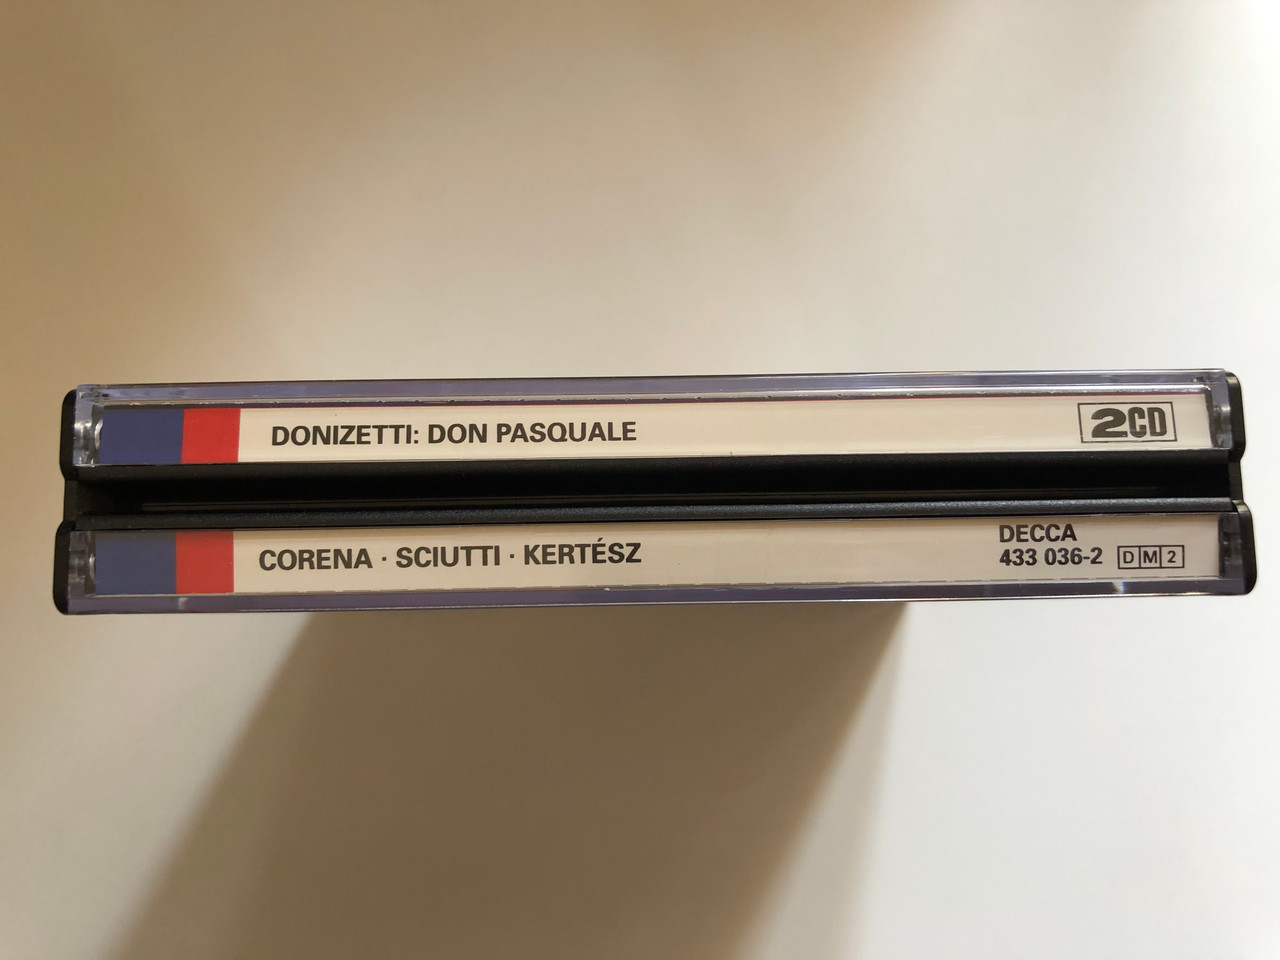 DONIZETTI: DON PASQUALE
2CD
CORENA · SCIUTTI · KERTÉSZ
DECCA
433 036-2 DM2